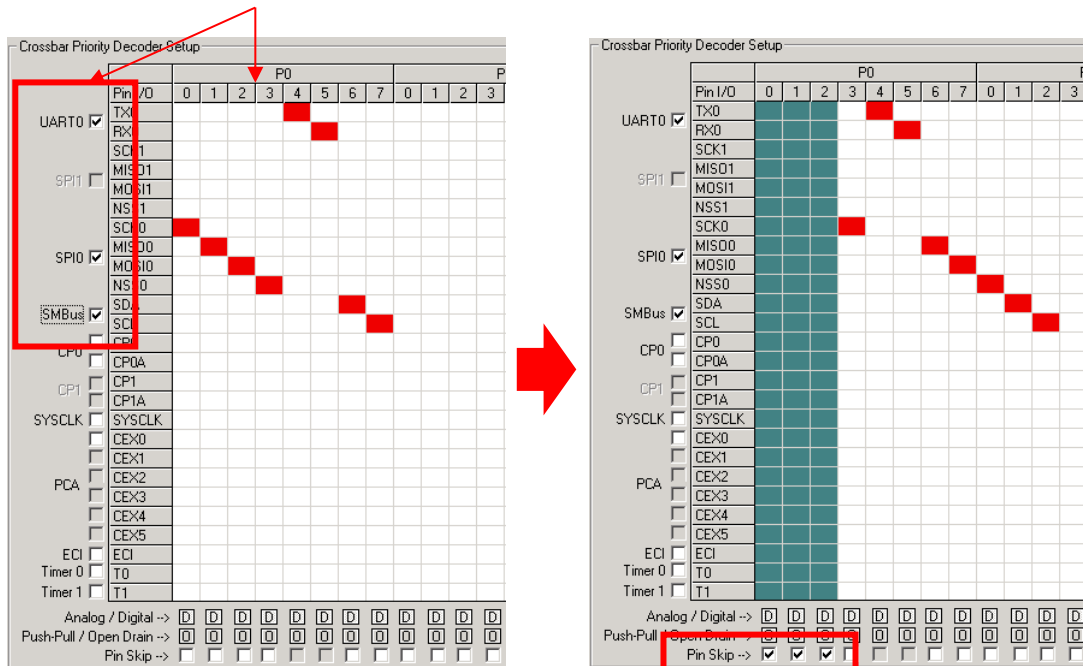 Crossbar Priority Decoder Setup
P0 P
Pin I/O 0 1 2 3 4 5 6 7 0 1 2 3
UART0 TX0
RX0
SCK1
SPI1 MISO1
MOSI1
NSS1
SCK0
SPI0 MISO0
MOSI0
NSS0
SMBus SDA
SCL
CP0 CP0
CP0A
CP1 CP1
CP1A
SYSCLK SYSCLK
CEX0
CEX1
PCA CEX2
CEX3
CEX4
CEX5
ECI ECI
Timer 0 T0
Timer 1 T1
Analog / Digital --> D D D D D D D D D D D D
Push-Pull / Open Drain --> O O O O O O O O O O O O
Pin Skip -->
Crossbar Priority Decoder Setup
P0
Pin I/O 0 1 2 3 4 5 6 7 0 1 2 3
UART0 TX0
RX0
SCK1
SPI1 MISO1
MOSI1
NSS1
SCK0
SPI0 MISO0
MOSI0
NSS0
SMBus SDA
SCL
CP0 CP0
CP0A
CP1 CP1
CP1A
SYSCLK SYSCLK
CEX0
CEX1
PCA CEX2
CEX3
CEX4
CEX5
ECI ECI
Timer 0 T0
Timer 1 T1
Analog / Digital --> D D D D D D D D D D D D
Push-Pull / Open Drain --> O O O O O O O O O O O O
Pin Skip -->